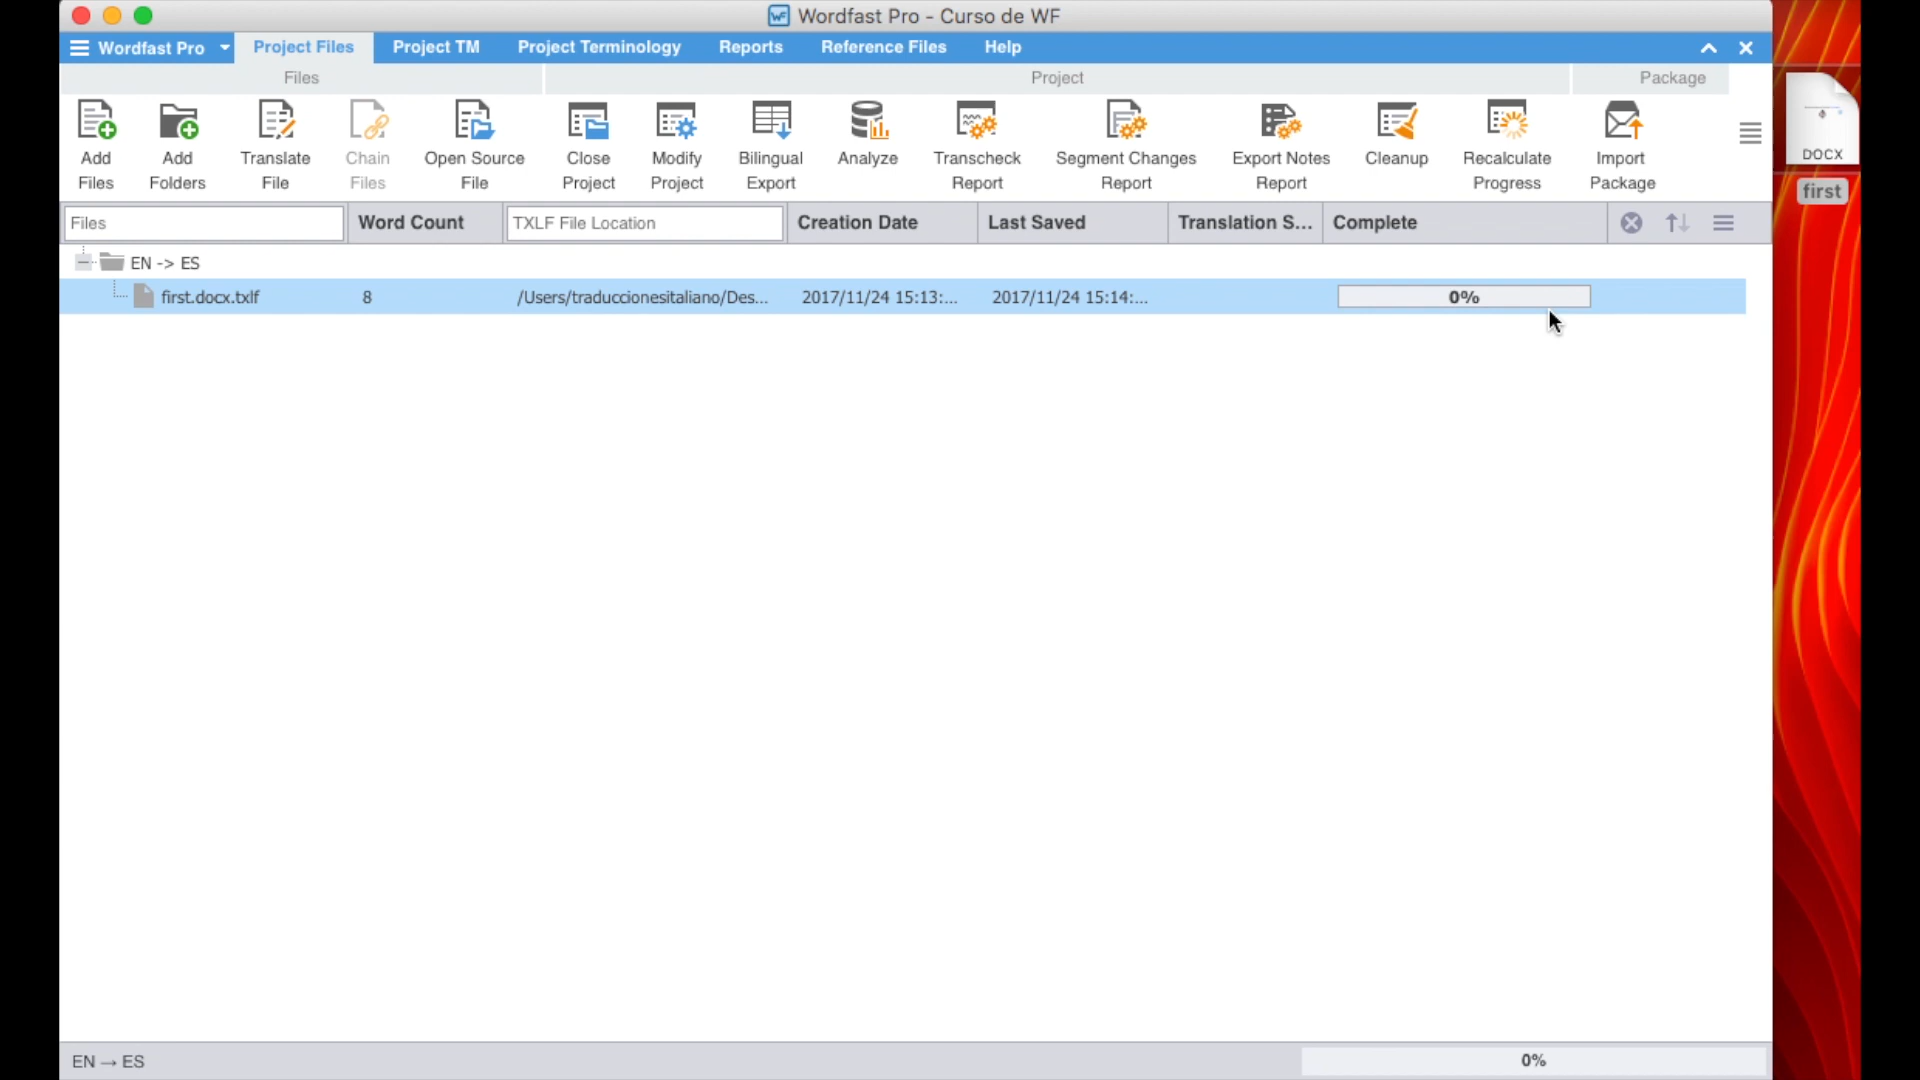 Wordfast Pro - Curso de WF
Wordfast Pro Project Files Project TM Project Terminology Reports Reference Files Help
Files Project Package
Add Files
Add Folders
Translate File
Chain Files
Open Source File
Close Project
Modify Project
Bilingual Export
Analyze
Transcheck Report
Segment Changes Report
Export Notes Report
Cleanup
Recalculate Progress
Import Package
DOCX
first
Files Word Count TXLF File Location Creation Date Last Saved Translation S... Complete
EN -> ES
first.docx.txlf 8 /Users/traduccionesitaliano/Des... 2017/11/24 15:13:... 2017/11/24 15:14:... 0%
EN → ES 0%